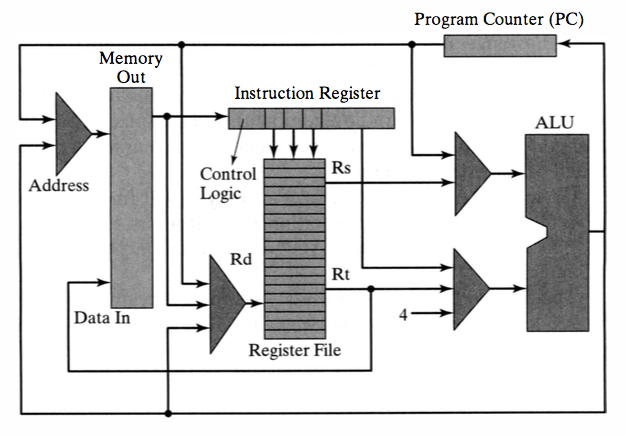 Program Counter (PC)
Memory
Out
Instruction Register
ALU
Control
Logic
Rs
Address
Rd
Rt
Data In
4
Register File